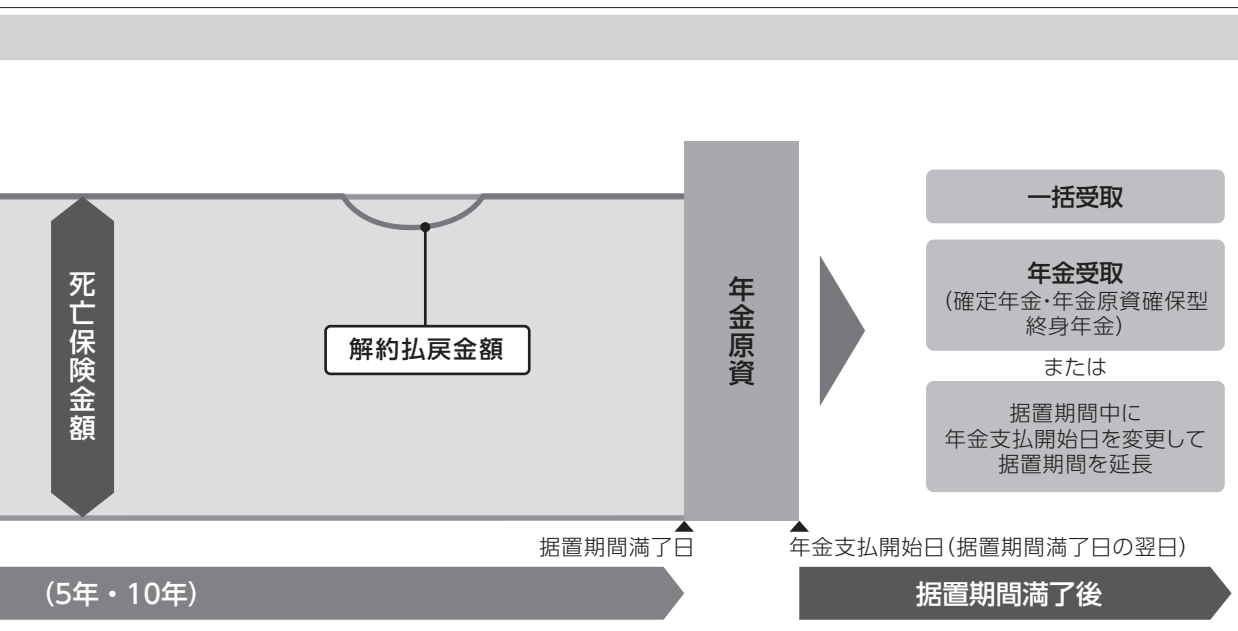 死亡保険金額
解約払戻金額
年金原資
一括受取
年金受取
(確定年金・年金原資確保型
終身年金)
または
据置期間中に
年金支払開始日を変更して
据置期間を延長
据置期間満了日
年金支払開始日(据置期間満了日の翌日)
(5年・10年)
据置期間満了後